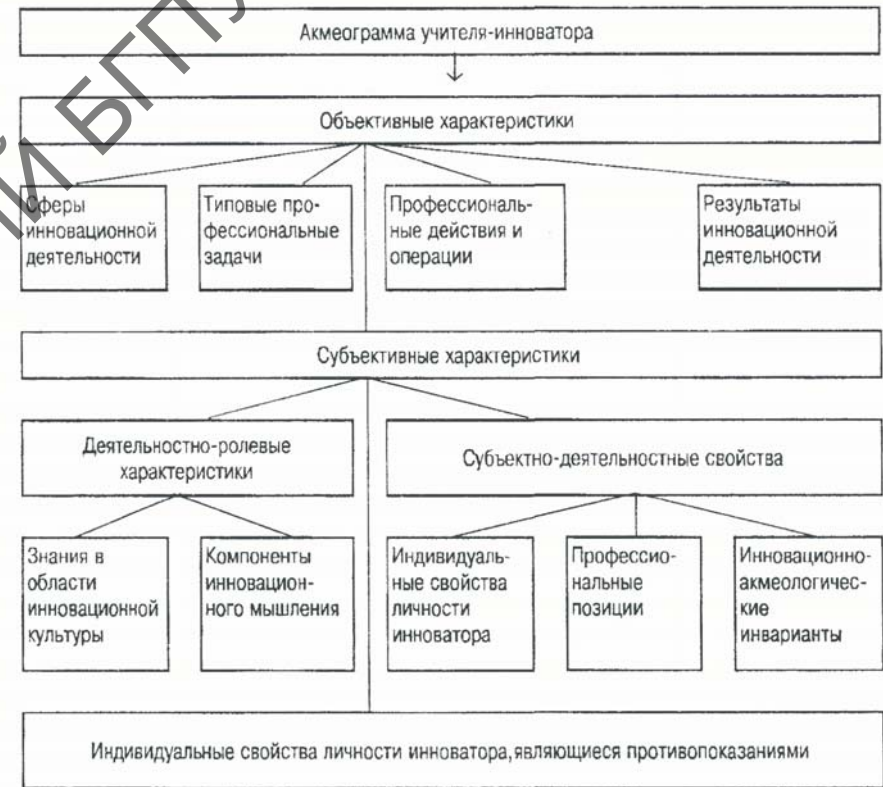 Акмеограмма учителя-инноватора
Объективные характеристики
Сферы
инновационной
деятельности
Типовые про-
фессиональные
задачи
Профессиональ-
ные действия и
операции
Результаты
инновационной
деятельности
Субъективные характеристики
Деятельностно-ролевые
характеристики
Субъектно-деятельностные свойства
Знания в
области
инновационной
культуры
Компоненты
инновацион-
ного мышления
Индивидуаль-
ные свойства
личности
инноватора
Профессио-
нальные
позиции
Инновационно-
акмеологичес-
кие
инварианты
Индивидуальные свойства личности инноватора,являющиеся противопоказаниями
БГПУ